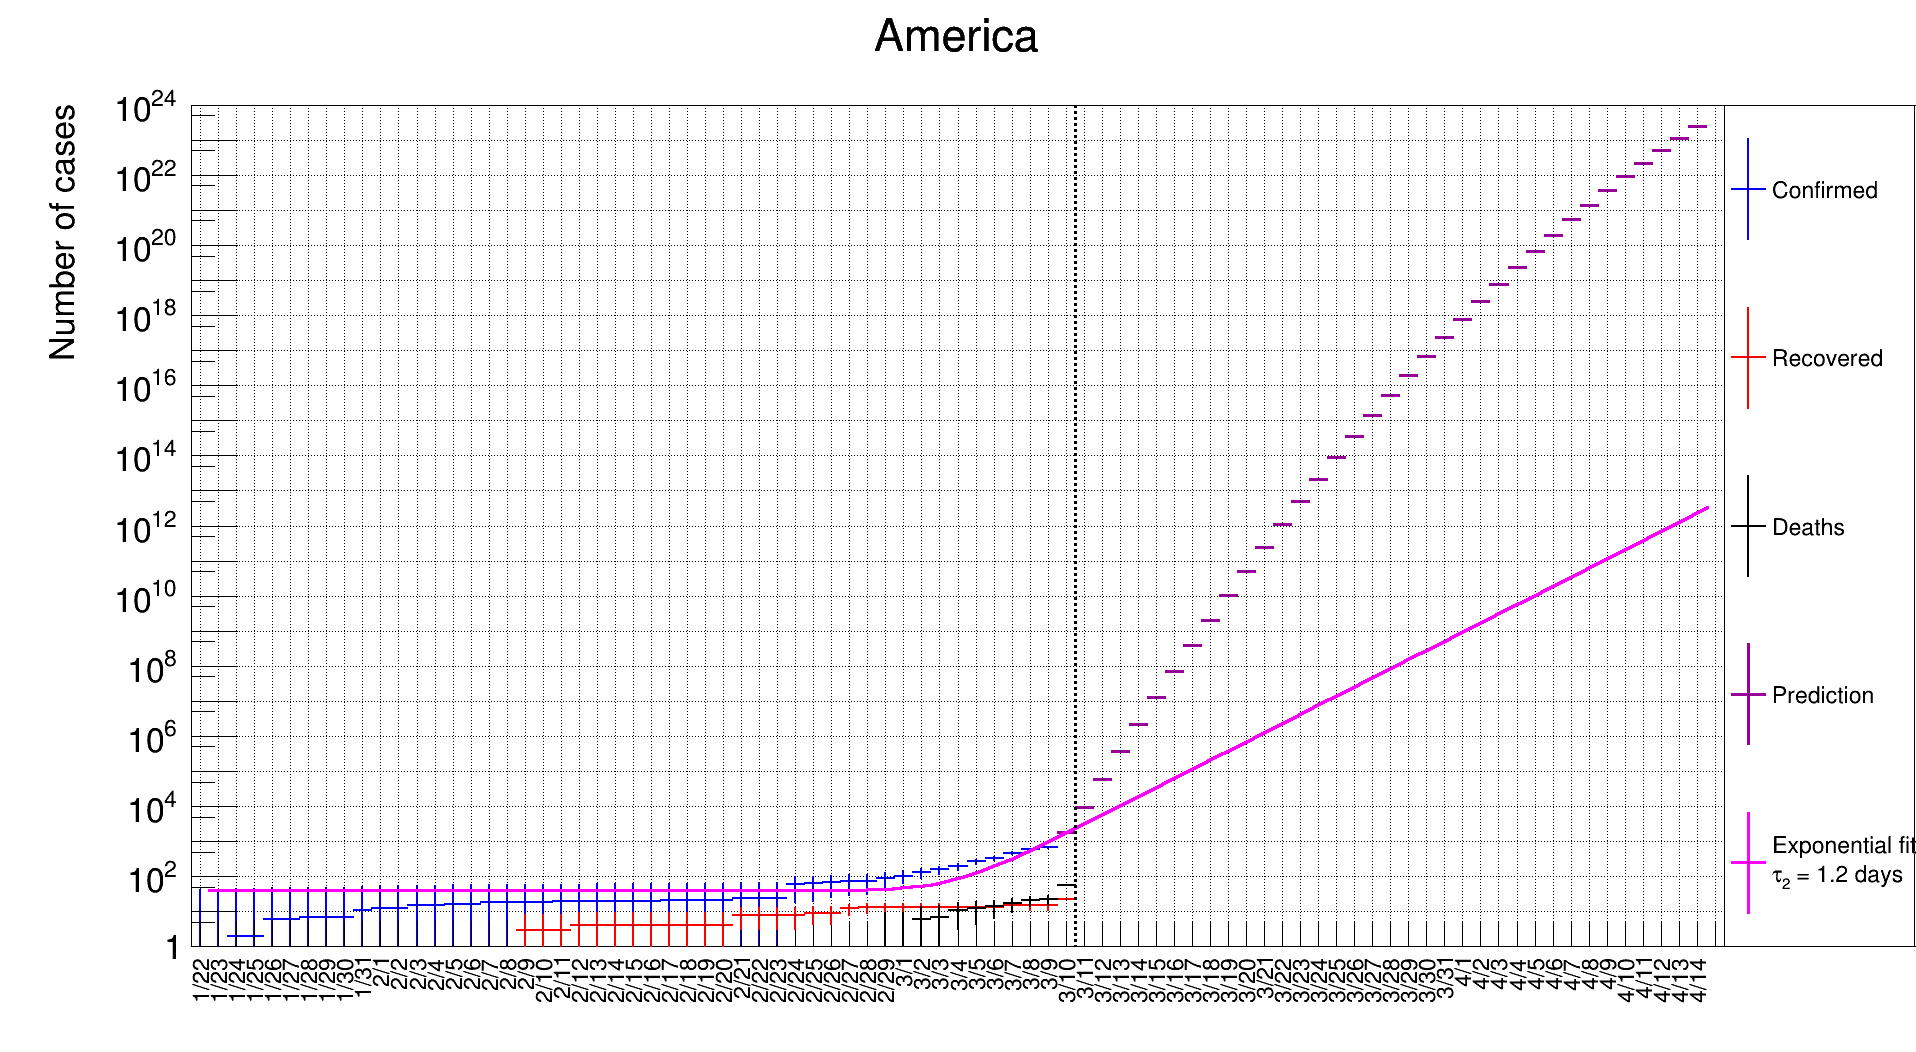 America
Number of cases
10^24
10^22
10^20
10^18
10^16
10^14
10^12
10^10
10^8
10^6
10^4
10^2
1
1/22 1/23 1/24 1/25 1/26 1/27 1/28 1/29 1/30 1/31 2/1 2/2 2/3 2/4 2/5 2/6 2/7 2/8 2/9 2/10 2/11 2/12 2/13 2/14 2/15 2/16 2/17 2/18 2/19 2/20 2/21 2/22 2/23 2/24 2/25 2/26 2/27 2/28 2/29 3/1 3/2 3/3 3/4 3/5 3/6 3/7 3/8 3/9 3/10 3/11 3/12 3/13 3/14 3/15 3/16 3/17 3/18 3/19 3/20 3/21 3/22 3/23 3/24 3/25 3/26 3/27 3/28 3/29 3/30 3/31 4/1 4/2 4/3 4/4 4/5 4/6 4/7 4/8 4/9 4/10 4/11 4/12 4/13 4/14
Confirmed
Recovered
Deaths
Prediction
Exponential fit
τ₂ = 1.2 days